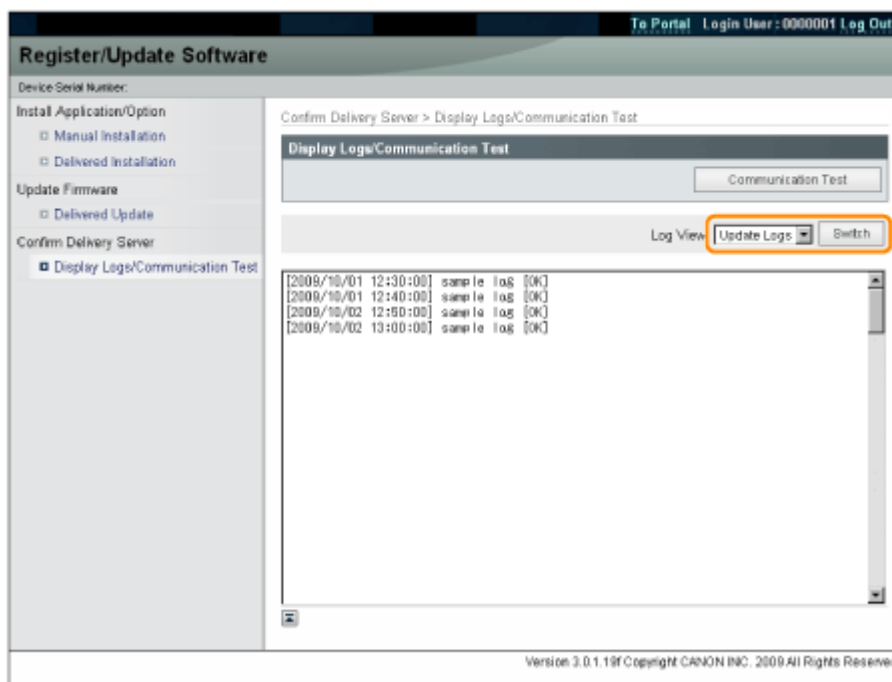 To Portal Login User : 0000001 Log Out
Register/Update Software
Device Serial Number:
Install Application/Option
Manual Installation
Delivered Installation
Update Firmware
Delivered Update
Confirm Delivery Server
Display Logs/Communication Test
Confirm Delivery Server > Display Logs/Communication Test
Display Logs/Communication Test
Communication Test
Log View Update Logs Switch
[2009/10/01 12:30:00] sample log [OK]
[2009/10/01 12:40:00] sample log [OK]
[2009/10/02 12:50:00] sample log [OK]
[2009/10/02 13:00:00] sample log [OK]
Version 3.0.1.19f Copyright CANON INC. 2009 All Rights Reserve